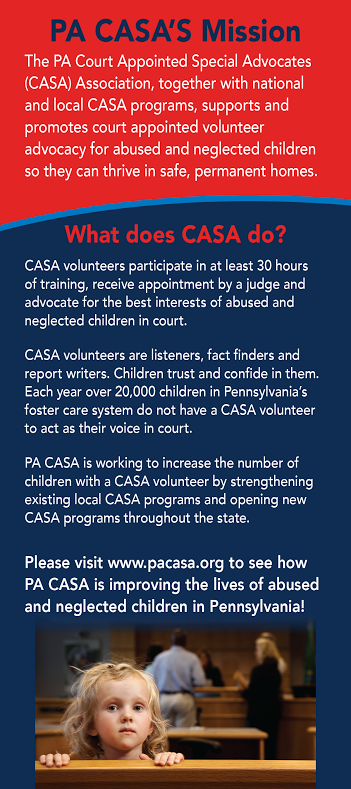 PA CASA'S Mission
The PA Court Appointed Special Advocates
(CASA) Association, together with national
and local CASA programs, supports and
promotes court appointed volunteer
advocacy for abused and neglected children
so they can thrive in safe, permanent homes.
What does CASA do?
CASA volunteers participate in at least 30 hours
of training, receive appointment by a judge and
advocate for the best interests of abused and
neglected children in court.
CASA volunteers are listeners, fact finders and
report writers. Children trust and confide in them.
Each year over 20,000 children in Pennsylvania's
foster care system do not have a CASA volunteer
to act as their voice in court.
PA CASA is working to increase the number of
children with a CASA volunteer by strengthening
existing local CASA programs and opening new
CASA programs throughout the state.
Please visit www.pacasa.org to see how
PA CASA is improving the lives of abused
and neglected children in Pennsylvania!